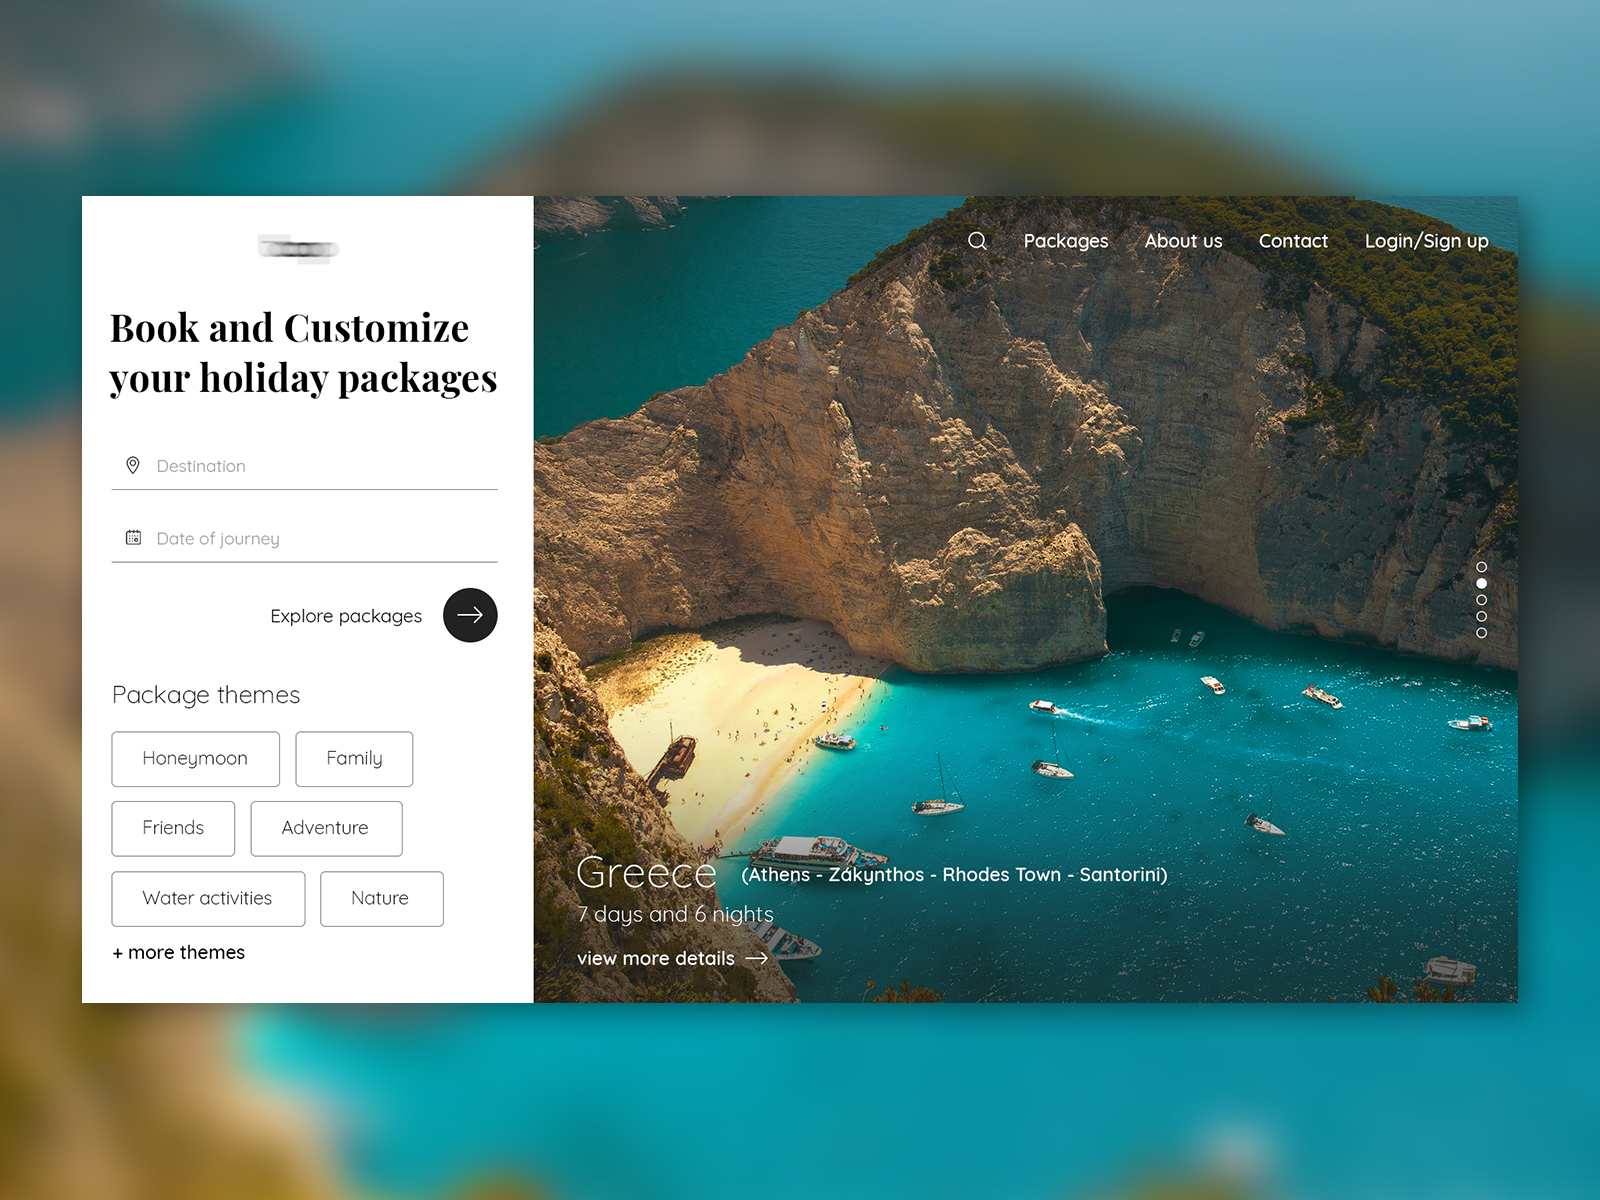 Packages About us Contact Login/Sign up
Book and Customize
your holiday packages
Destination
Date of journey
Explore packages
Package themes
Honeymoon Family
Friends Adventure
Water activities Nature
+ more themes
Greece (Athens - Zákynthos - Rhodes Town - Santorini)
7 days and 6 nights
view more details